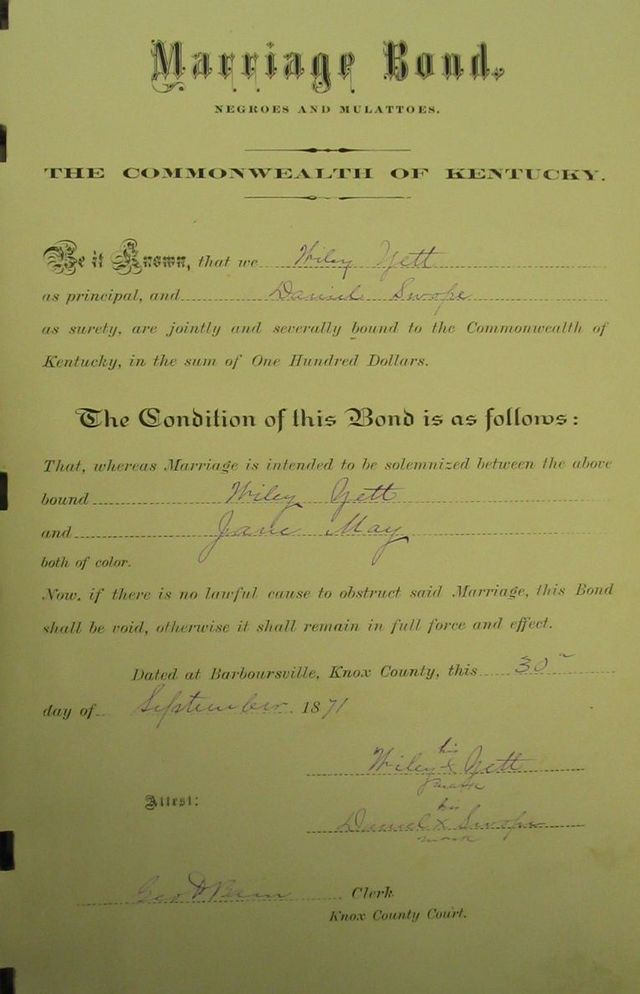 Marriage Bond.
NEGROES AND MULATTOES.
THE COMMONWEALTH OF KENTUCKY.
Be it Known, that we Wiley Yett
as principal, and Daniel Swope
as surety, are jointly and severally bound to the Commonwealth of
Kentucky, in the sum of One Hundred Dollars.
The Condition of this Bond is as follows:
That, whereas Marriage is intended to be solemnized between the above
bound Wiley Yett
and Jane May
both of color.
Now, if there is no lawful cause to obstruct said Marriage, this Bond
shall be void, otherwise it shall remain in full force and effect.
Dated at Barboursville, Knox County, this 30
day of September 1871
his
Wiley X Yett
mark
Attest:
his
Daniel X Swope
mark
Geo Clerk
Knox County Court.